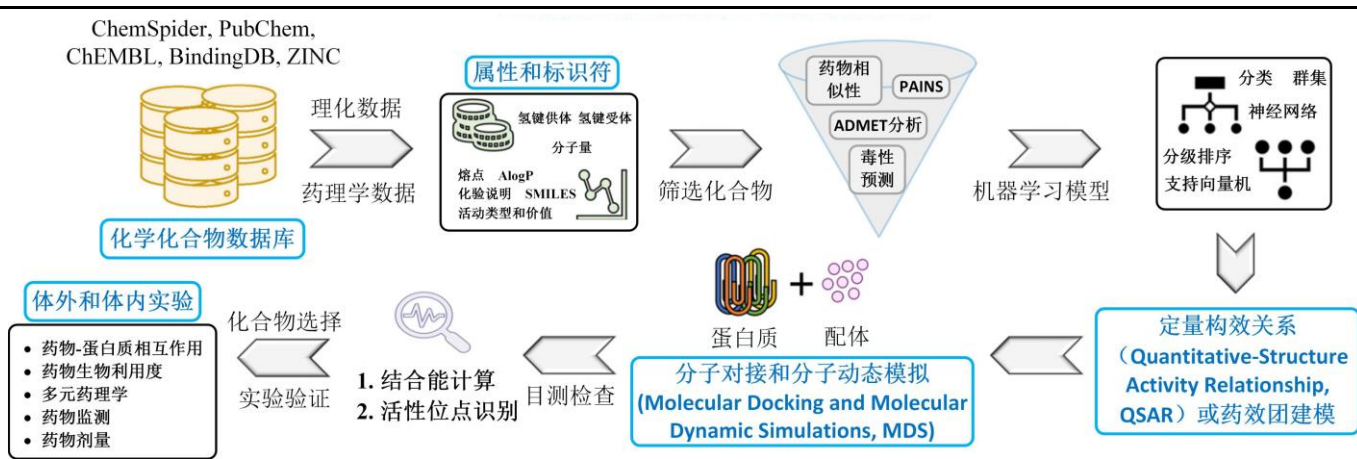 ChemSpider, PubChem,
ChEMBL, BindingDB, ZINC
化学化合物数据库
理化数据
药理学数据
属性和标识符
氢键供体 氢键受体
分子量
熔点 AlogP
化验说明 SMILES
活动类型和价值
筛选化合物
药物相
似性
PAINS
ADMET分析
毒性
预测
机器学习模型
分类 群集
神经网络
分级排序
支持向量机
定量构效关系
（Quantitative-Structure
Activity Relationship,
QSAR）或药效团建模
蛋白质
+
配体
分子对接和分子动态模拟
(Molecular Docking and Molecular
Dynamic Simulations, MDS)
目测检查
1. 结合能计算
2. 活性位点识别
化合物选择
实验验证
体外和体内实验
• 药物-蛋白质相互作用
• 药物生物利用度
• 多元药理学
• 药物监测
• 药物剂量